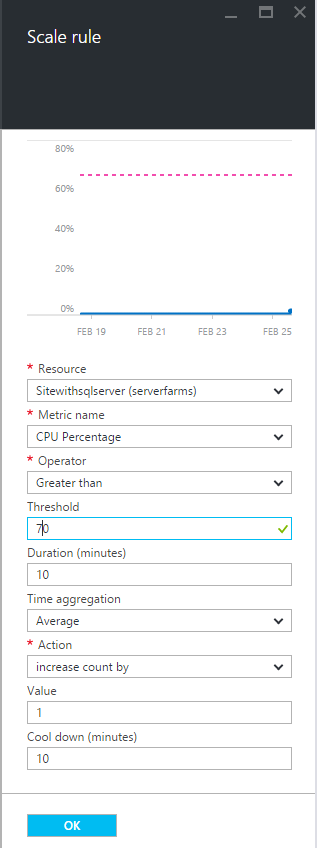 Scale rule
80%
60%
40%
20%
0%
FEB 19 FEB 21 FEB 23 FEB 25
* Resource
Sitewithsqlserver (serverfarms)
* Metric name
CPU Percentage
* Operator
Greater than
Threshold
70
Duration (minutes)
10
Time aggregation
Average
* Action
increase count by
Value
1
Cool down (minutes)
10
OK